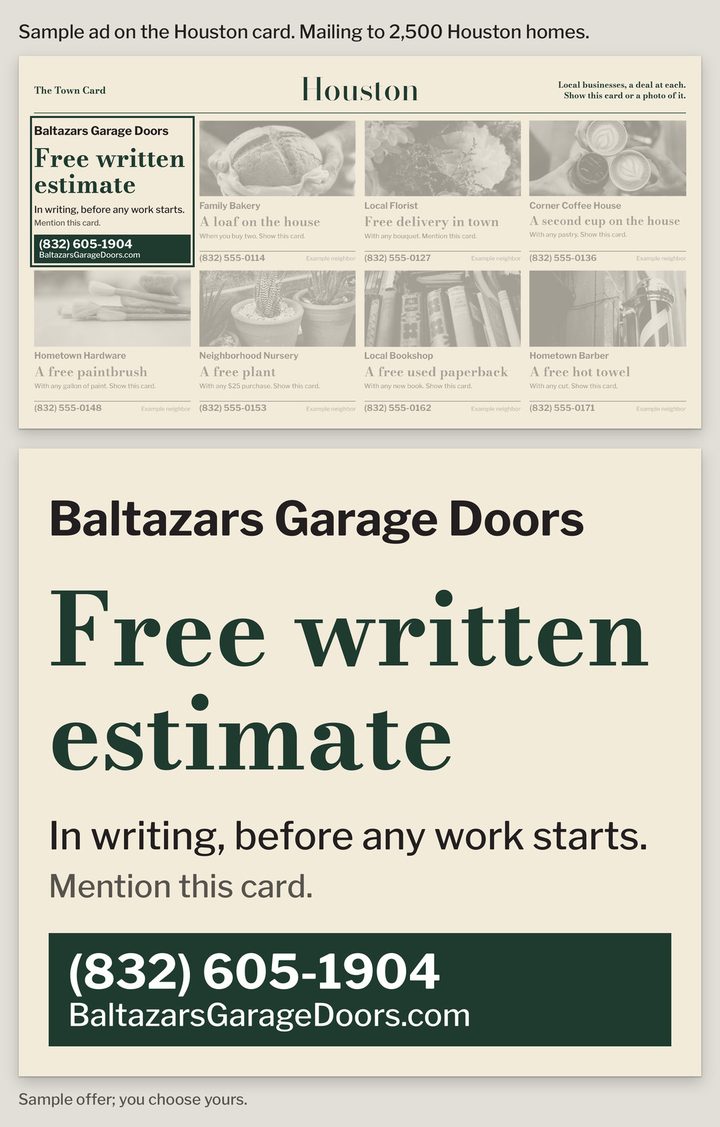 Sample ad on the Houston card. Mailing to 2,500 Houston homes.
The Town Card
Houston
Local businesses, a deal at each.
Show this card or a photo of it.
Baltazars Garage Doors
Free written
estimate
In writing, before any work starts.
Mention this card.
(832) 605-1904
BaltazarsGarageDoors.com
Family Bakery
A loaf on the house
When you buy two. Show this card.
(832) 555-0114
Example neighbor
Local Florist
Free delivery in town
With any bouquet. Mention this card.
(832) 555-0127
Example neighbor
Corner Coffee House
A second cup on the house
With any pastry. Show this card.
(832) 555-0136
Example neighbor
Hometown Hardware
A free paintbrush
With any gallon of paint. Show this card.
(832) 555-0148
Example neighbor
Neighborhood Nursery
A free plant
With any $25 purchase. Show this card.
(832) 555-0153
Example neighbor
Local Bookshop
A free used paperback
With any new book. Show this card.
(832) 555-0162
Example neighbor
Hometown Barber
A free hot towel
With any cut. Show this card.
(832) 555-0171
Example neighbor
Baltazars Garage Doors
Free written
estimate
In writing, before any work starts.
Mention this card.
(832) 605-1904
BaltazarsGarageDoors.com
Sample offer; you choose yours.